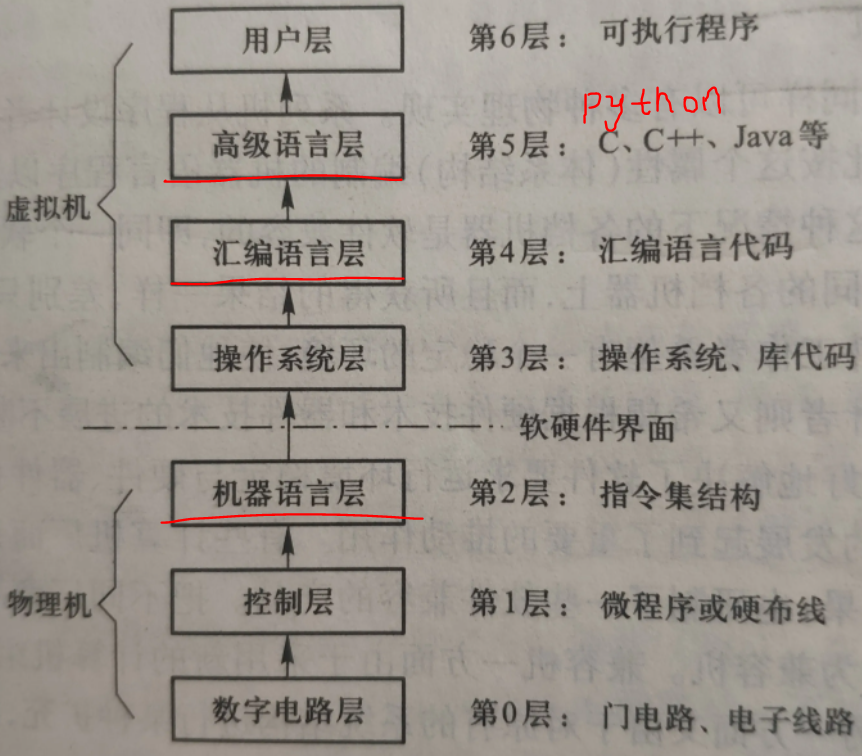 用户层 第6层： 可执行程序
python
高级语言层 第5层： C、C++、Java等
虚拟机
汇编语言层 第4层： 汇编语言代码
操作系统层 第3层： 操作系统、库代码
软硬件界面
机器语言层 第2层： 指令集结构
物理机
控制层 第1层： 微程序或硬布线
数字电路层 第0层： 门电路、电子线路